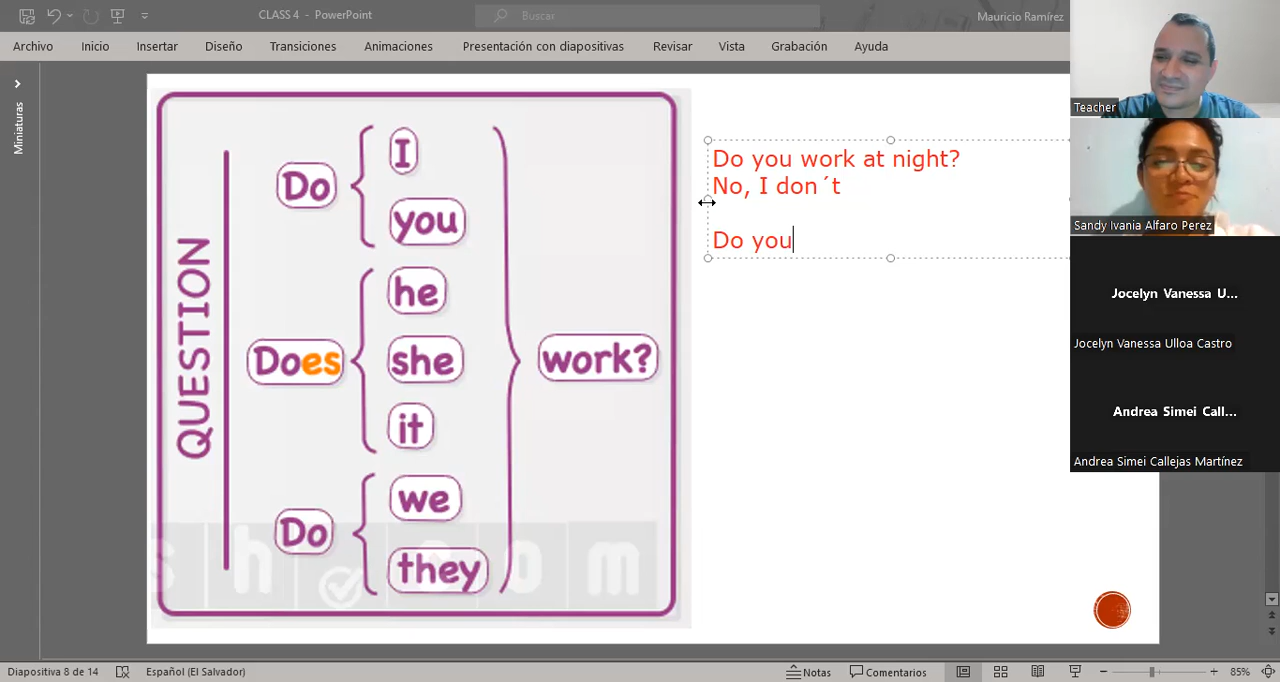 CLASS 4 - PowerPoint
Buscar
Mauricio Ramírez
Archivo
Inicio
Insertar
Diseño
Transiciones
Animaciones
Presentación con diapositivas
Revisar
Vista
Grabación
Ayuda
Miniaturas
QUESTION
Do
I
you
Does
he
she
it
Do
we
they
work?
Do you work at night?
No, I don´t
Do you
Teacher
Sandy Ivania Alfaro Perez
Jocelyn Vanessa U...
Jocelyn Vanessa Ulloa Castro
Andrea Simei Call...
Andrea Simei Callejas Martínez
Diapositiva 8 de 14
Español (El Salvador)
Notas
Comentarios
85%